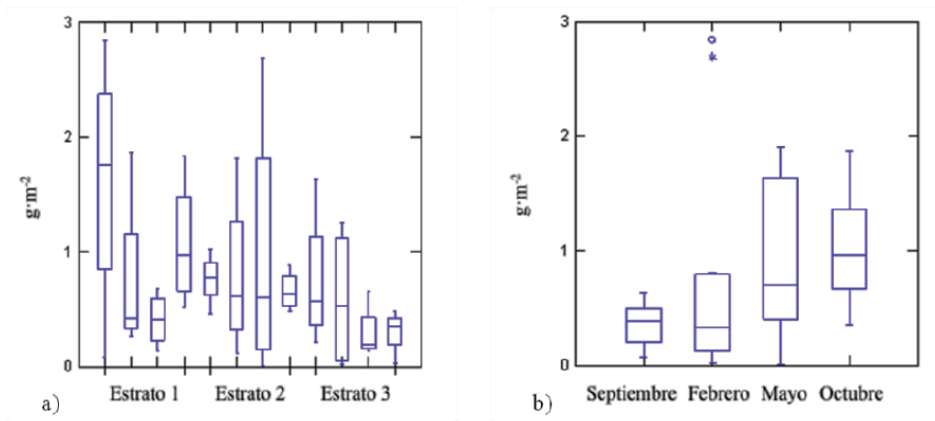 3
2
1
0
g·m⁻²
Estrato 1 Estrato 2 Estrato 3
a)
3
2
1
0
g·m⁻²
Septiembre Febrero Mayo Octubre
b)